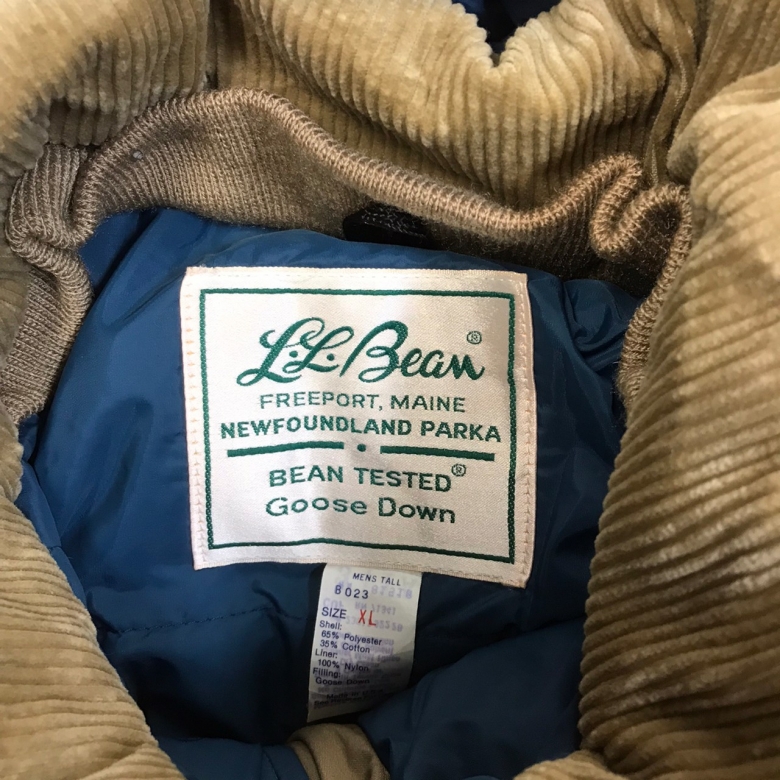 L.L.Bean®
FREEPORT, MAINE
NEWFOUNDLAND PARKA
BEAN TESTED®
Goose Down
MENS TALL
8023
SIZE XL
Shell:
65% Polyester
35% Cotton
Liner:
100% Nylon
Filling:
Goose Down